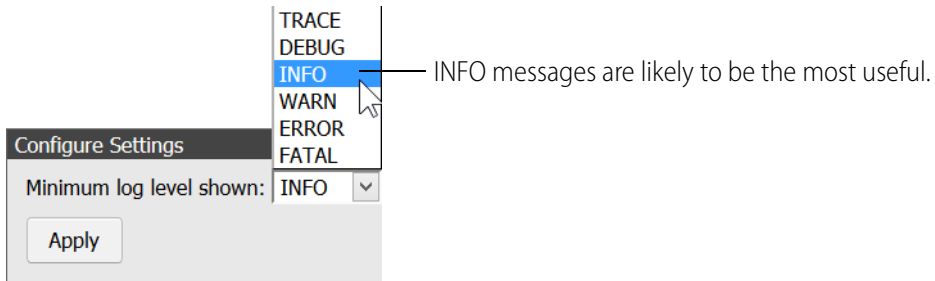 TRACE
DEBUG
INFO
INFO messages are likely to be the most useful.
WARN
ERROR
FATAL
Configure Settings
Minimum log level shown: INFO
Apply